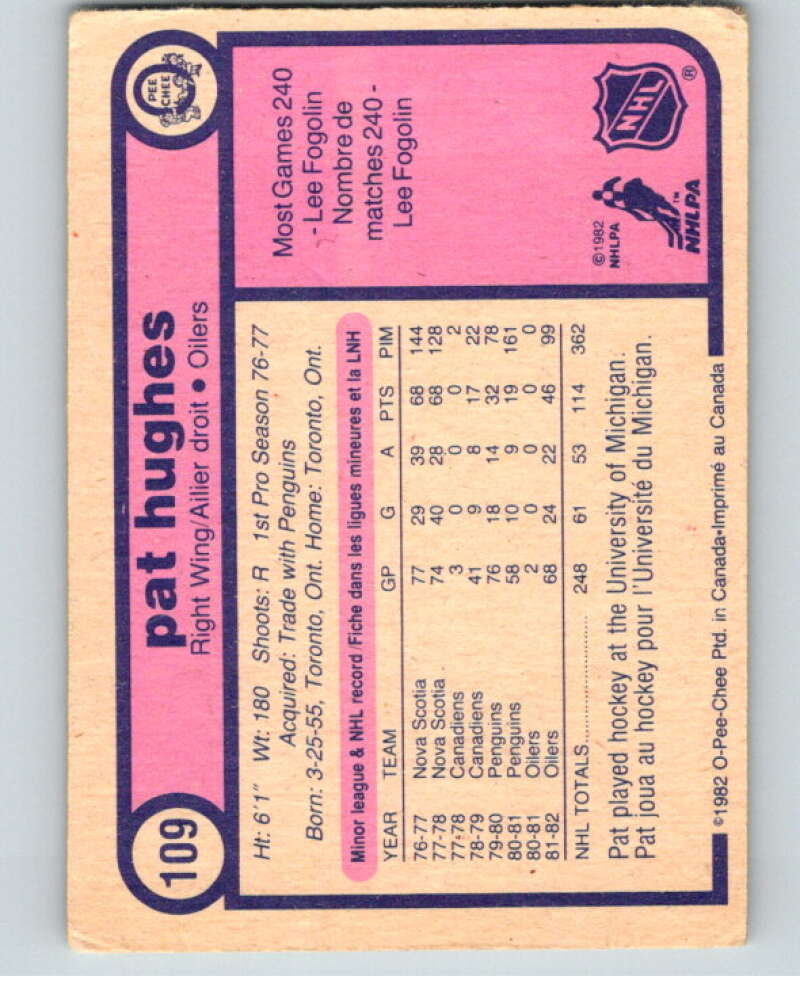 109
pat hughes
Right Wing/Ailier droit • Oilers
O
PEE
CHEE
Ht: 6'1" Wt: 180 Shoots: R 1st Pro Season 76-77
Acquired: Trade with Penguins
Born: 3-25-55, Toronto, Ont. Home: Toronto, Ont.
Minor league & NHL record/Fiche dans les ligues mineures et la LNH
YEAR TEAM GP G A PTS PIM
76-77 Nova Scotia 77 29 39 68 144
77-78 Nova Scotia 74 40 28 68 128
77-78 Canadiens 3 0 0 0 2
78-79 Canadiens 41 9 8 17 22
79-80 Penguins 76 18 14 32 78
80-81 Penguins 58 10 9 19 161
80-81 Oilers 2 0 0 0 0
81-82 Oilers 68 24 22 46 99
NHL TOTALS 248 61 53 114 362
Pat played hockey at the University of Michigan.
Pat joua au hockey pour l'Université du Michigan.
©1982 O-Pee-Chee Ptd. in Canada•Imprimé au Canada
Most Games 240
- Lee Fogolin
Nombre de
matches 240 -
Lee Fogolin
©1982
NHLPA
NHL
®
™
NHLPA